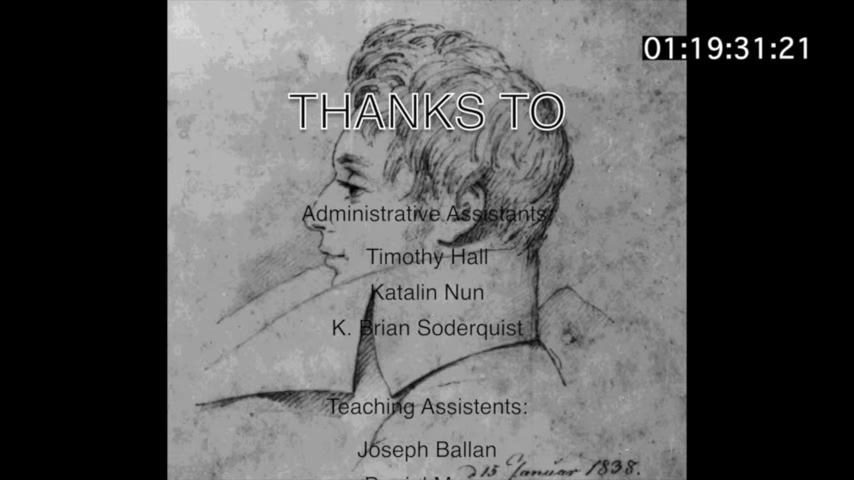 01:19:31:21
THANKS TO
Administrative Assistants:
Timothy Hall
Katalin Nun
K. Brian Soderquist
Teaching Assistents:
Joseph Ballan
d 15 Januar 1838.